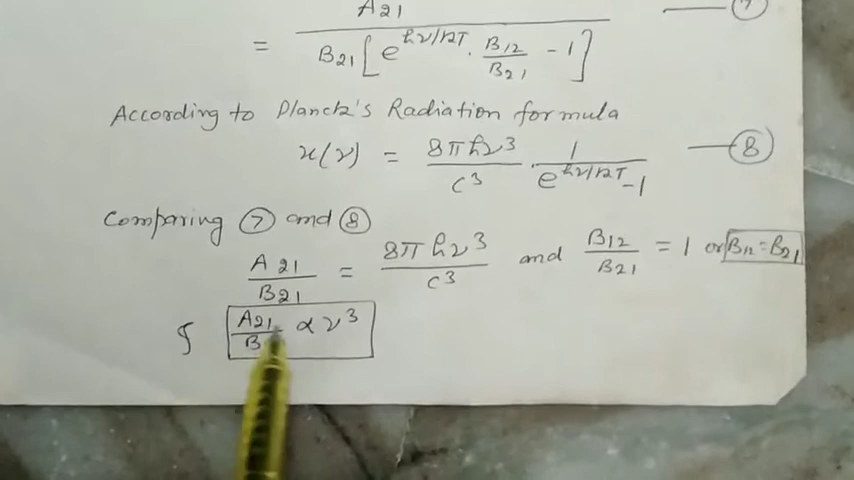 = A21 / B21 [ e^hν/kT . B12/B21 - 1 ] — ⑦
According to Planck's Radiation formula
u(ν) = 8πhν³/c³ . 1/e^hν/kT -1 — ⑧
Comparing ⑦ and ⑧
A21/B21 = 8πhν³/c³ and B12/B21 = 1 or B12 = B21
A21/B ∝ ν³